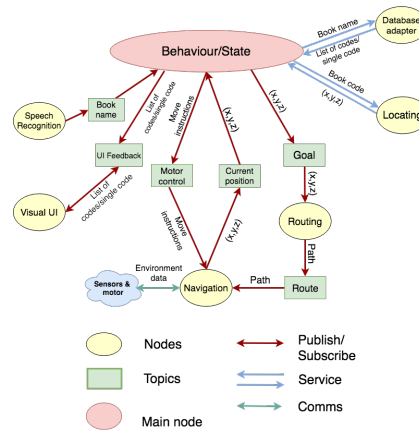 Behaviour/State
Database
adapter
Book name
List of codes/
single code
Book code
(x,y,z)
Locating
Speech
Recognition
Book
name
List of
codes/single code
UI Feedback
Visual UI
List of
codes/single code
Move
instructions
Motor
control
Move
instructions
(x,y,z)
Current
position
(x,y,z)
(x,y,z)
Goal
(x,y,z)
Routing
Path
Route
Path
Navigation
Environment
data
Sensors &
motor
Nodes
Topics
Main node
Publish/
Subscribe
Service
Comms